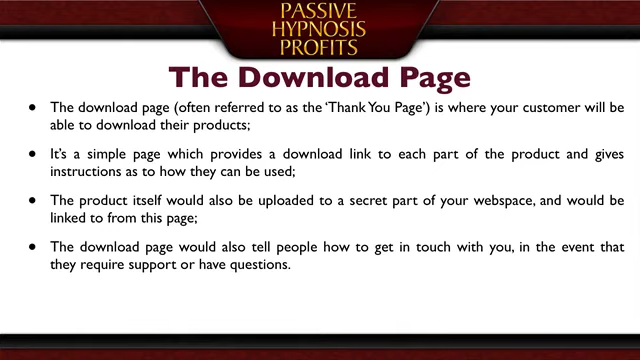 PASSIVE
HYPNOSIS
PROFITS
The Download Page
● The download page (often referred to as the ‘Thank You Page’) is where your customer will be
able to download their products;
● It’s a simple page which provides a download link to each part of the product and gives
instructions as to how they can be used;
● The product itself would also be uploaded to a secret part of your webspace, and would be
linked to from this page;
● The download page would also tell people how to get in touch with you, in the event that
they require support or have questions.